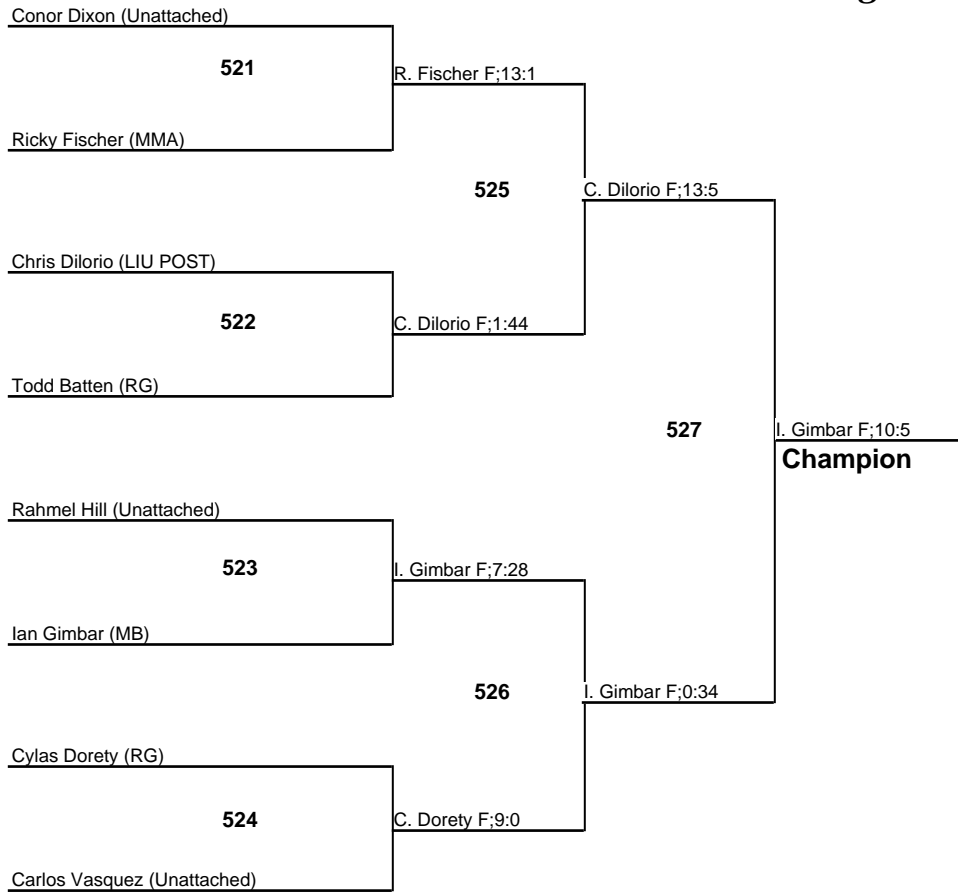 Conor Dixon (Unattached)
521
R. Fischer F;13:1
Ricky Fischer (MMA)
525
C. Dilorio F;13:5
Chris Dilorio (LIU POST)
522
C. Dilorio F;1:44
Todd Batten (RG)
527
I. Gimbar F;10:5
Champion
Rahmel Hill (Unattached)
523
I. Gimbar F;7:28
Ian Gimbar (MB)
526
I. Gimbar F;0:34
Cylas Dorety (RG)
524
C. Dorety F;9:0
Carlos Vasquez (Unattached)